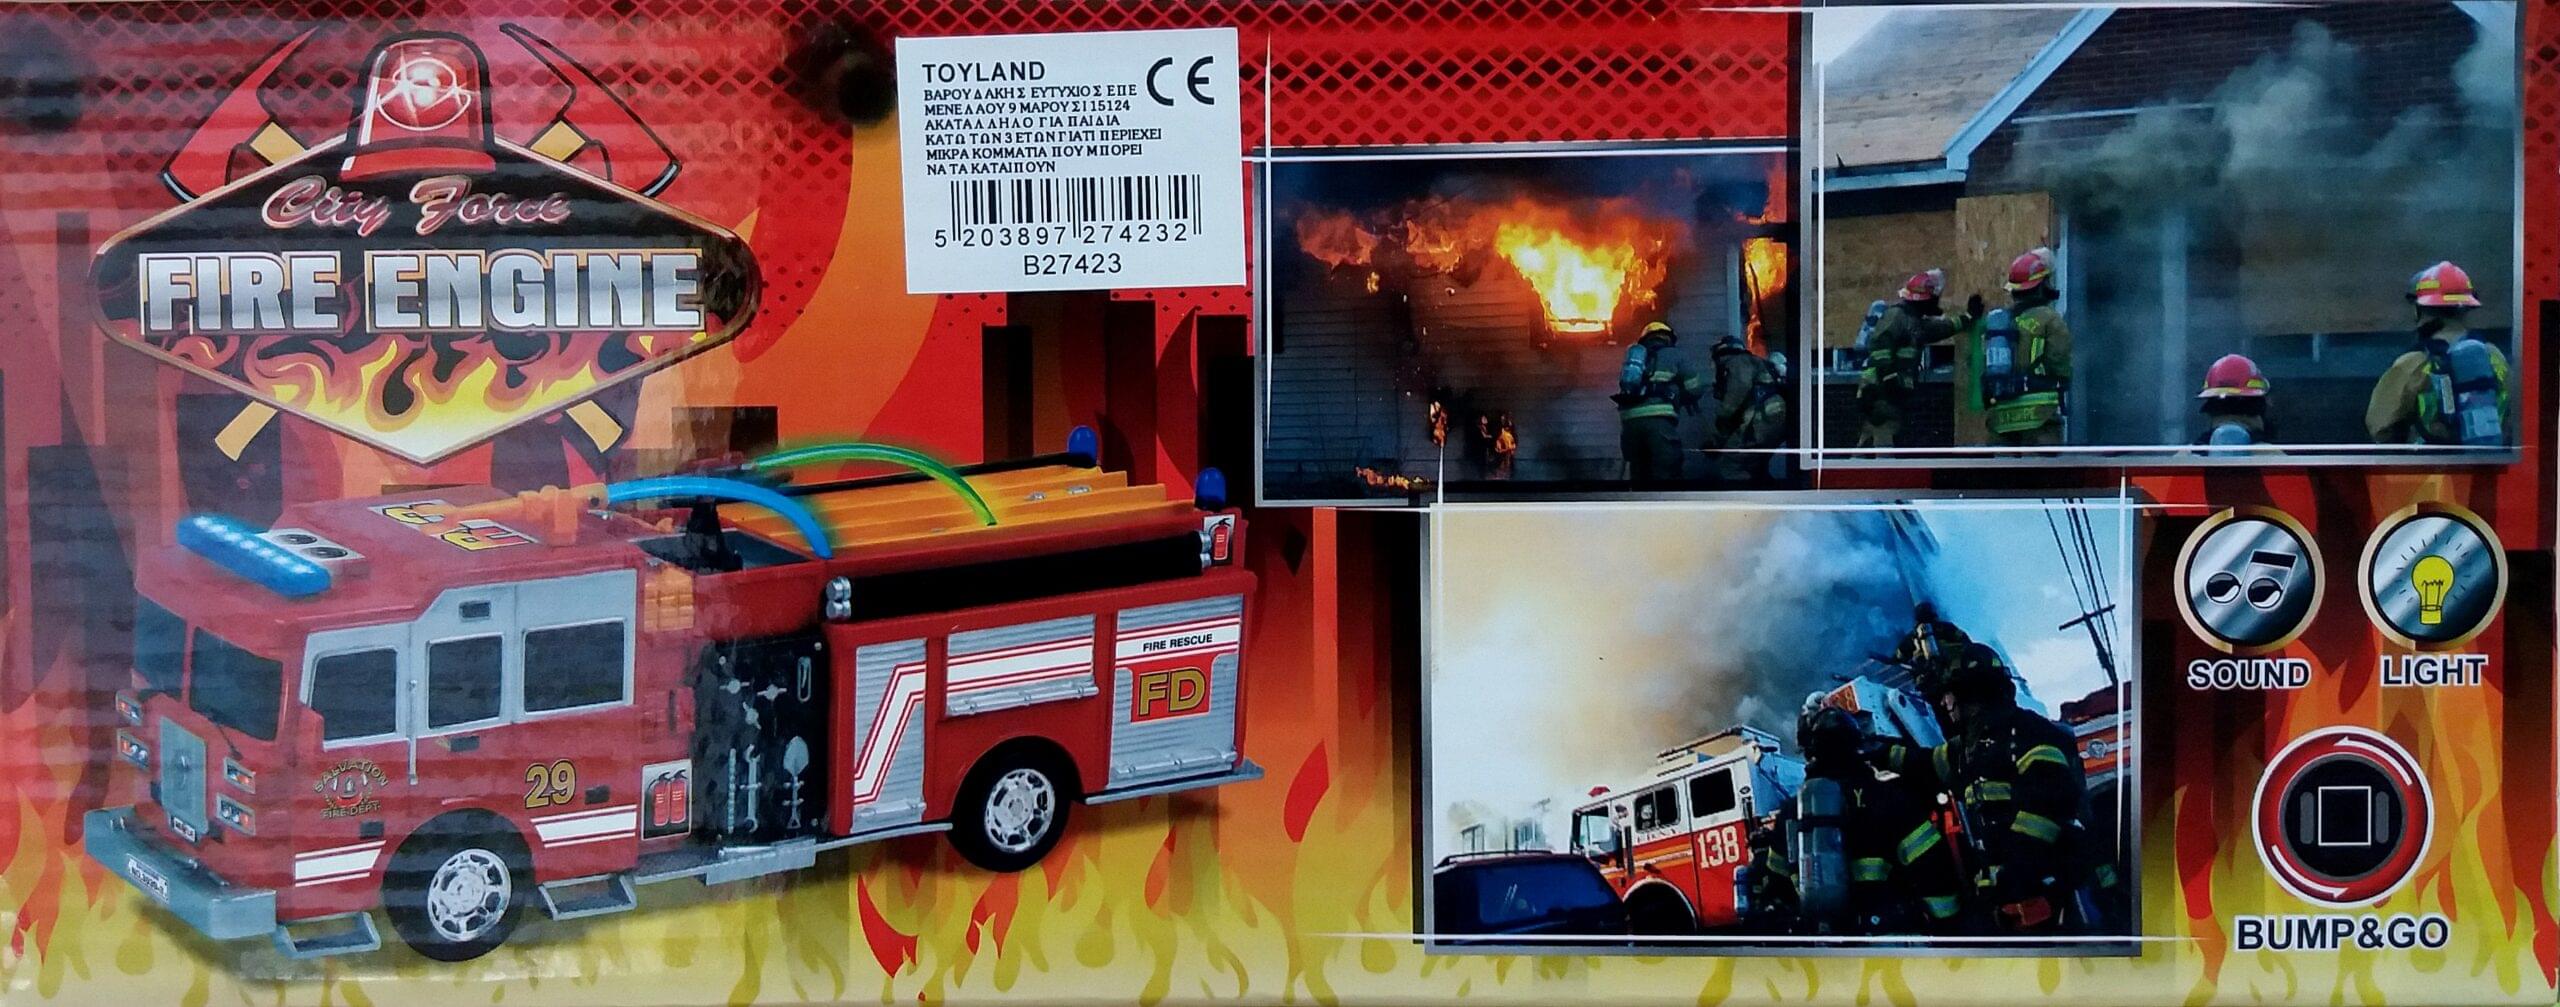 City Force
FIRE ENGINE
TOYLAND
CE
ΒΑΡΟΥΔΑΚΗΣ ΕΥΤΥΧΙΟΣ ΕΠΕ
ΜΕΝΕΛΑΟΥ 9 ΜΑΡΟΥΣΙ 15124
ΑΚΑΤΑΛΛΗΛΟ ΓΙΑ ΠΑΙΔΙΑ
ΚΑΤΩ ΤΩΝ 3 ΕΤΩΝ ΓΙΑΤΙ ΠΕΡΙΕΧΕΙ
ΜΙΚΡΑ ΚΟΜΜΑΤΙΑ ΠΟΥ ΜΠΟΡΕΙ
ΝΑ ΤΑ ΚΑΤΑΠΟΥΝ
5 203897 274232
B27423
FIRE RESCUE
FD
29
SALVATION
FIRE DEPT.
138
SOUND
LIGHT
BUMP&GO